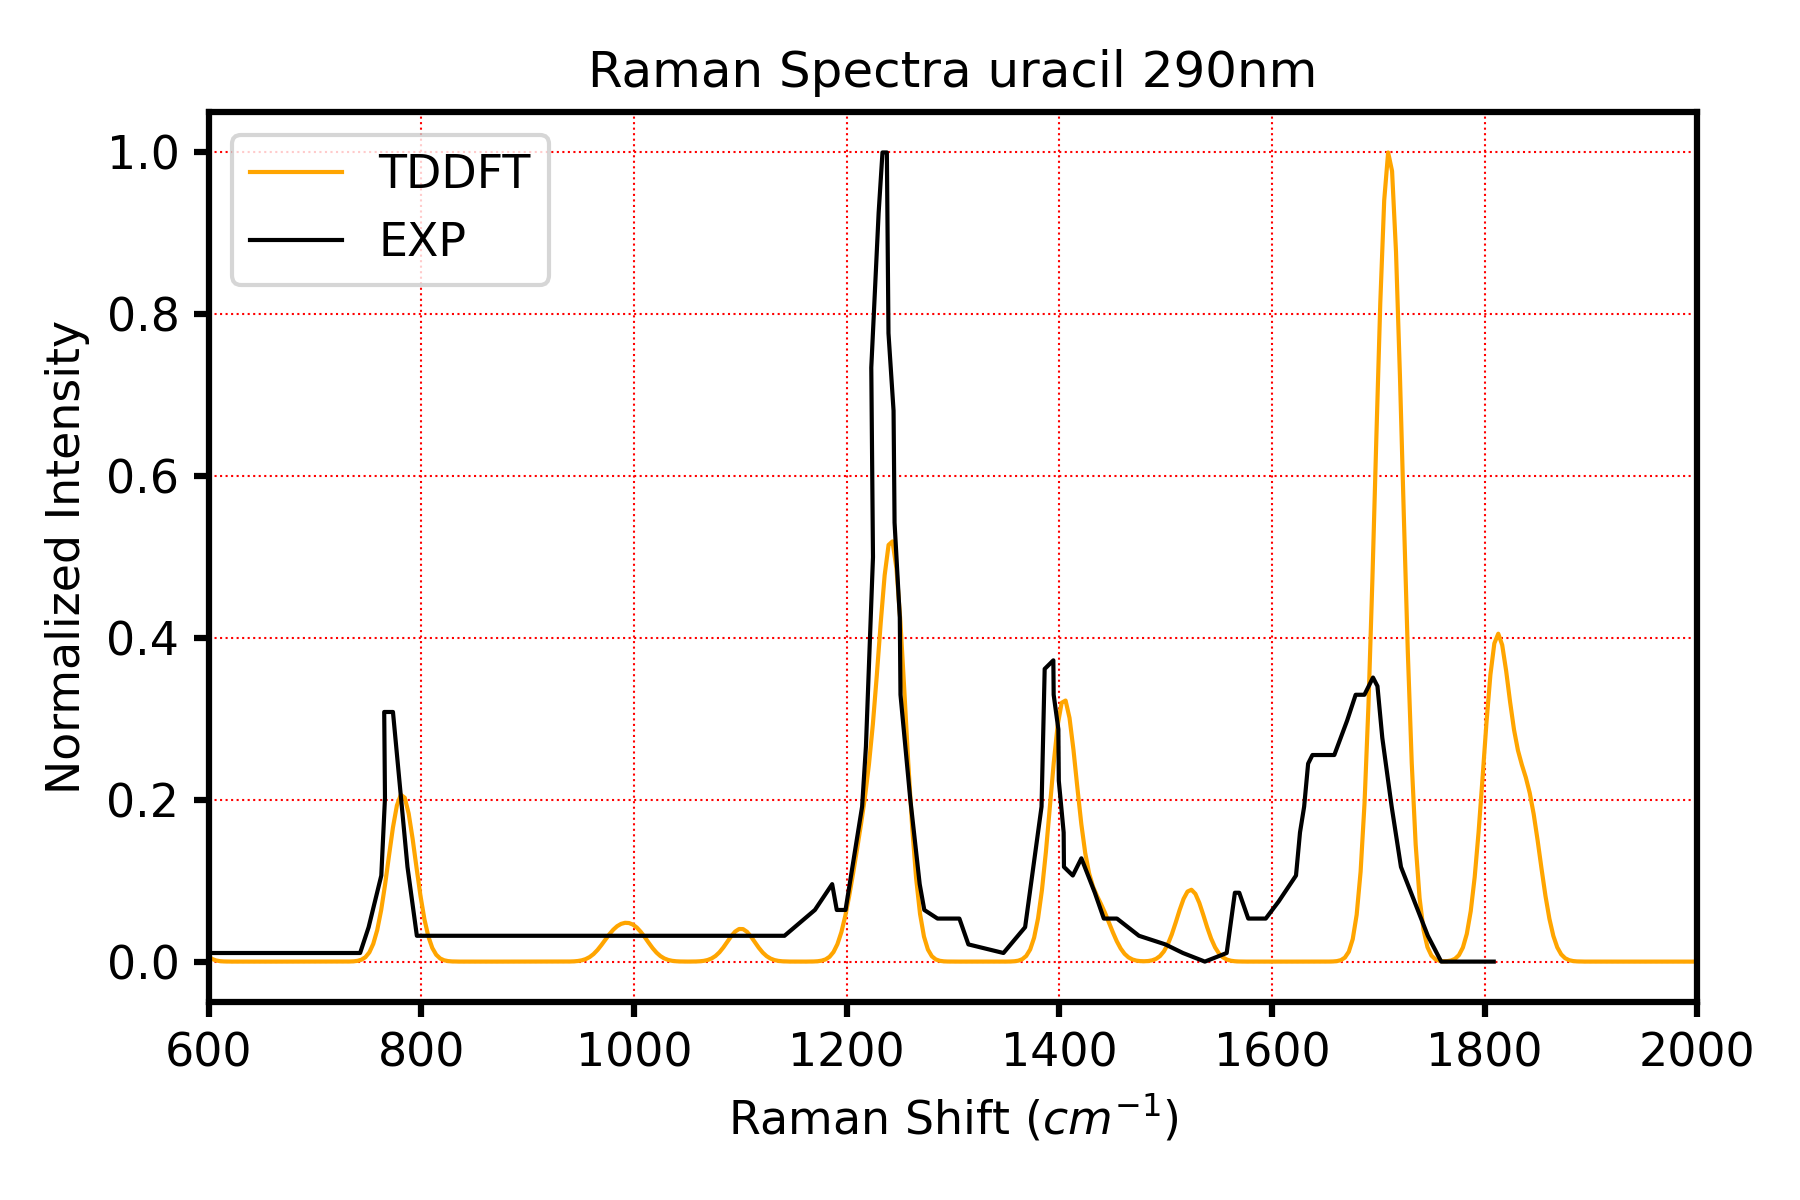 Raman Spectra uracil 290nm
TDDFT
EXP
1.0
0.8
0.6
0.4
0.2
0.0
Normalized Intensity
600 800 1000 1200 1400 1600 1800 2000
Raman Shift (cm⁻¹)